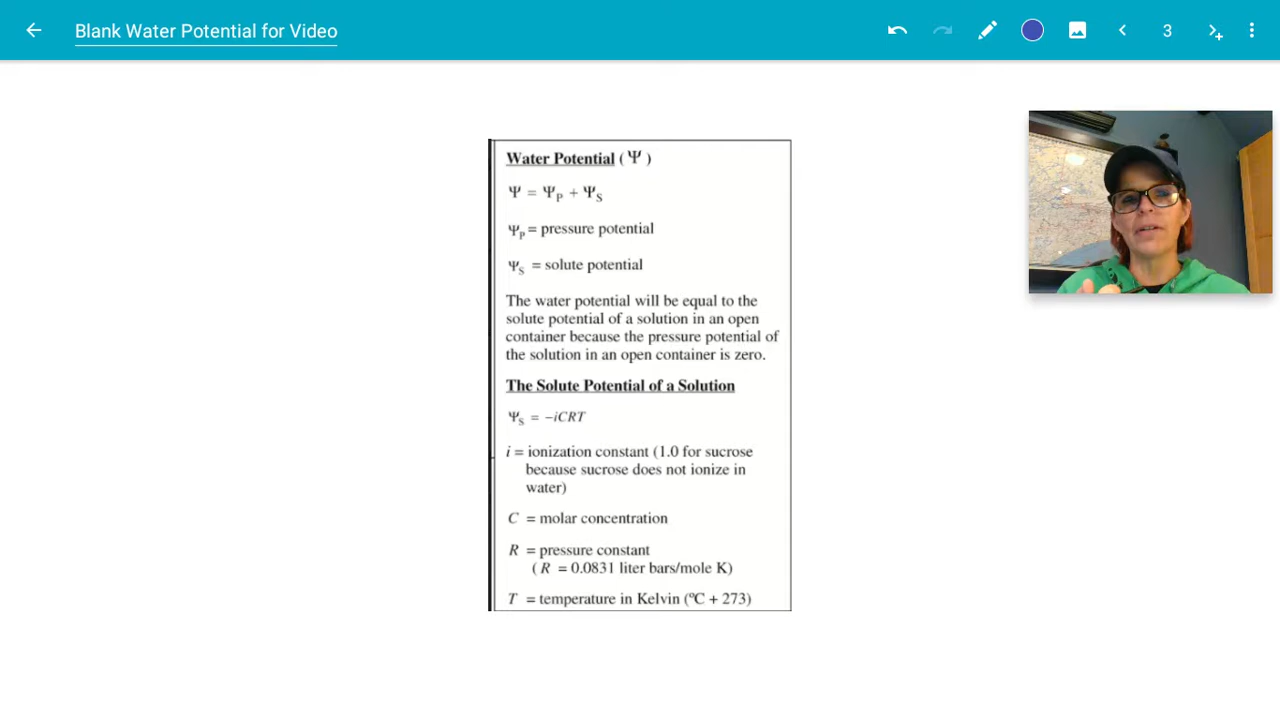 Blank Water Potential for Video
3
Water Potential (Ψ)
Ψ = ΨP + ΨS
ΨP = pressure potential
ΨS = solute potential
The water potential will be equal to the
solute potential of a solution in an open
container because the pressure potential of
the solution in an open container is zero.
The Solute Potential of a Solution
ΨS = –iCRT
i = ionization constant (1.0 for sucrose
because sucrose does not ionize in
water)
C = molar concentration
R = pressure constant
(R = 0.0831 liter bars/mole K)
T = temperature in Kelvin (ºC + 273)